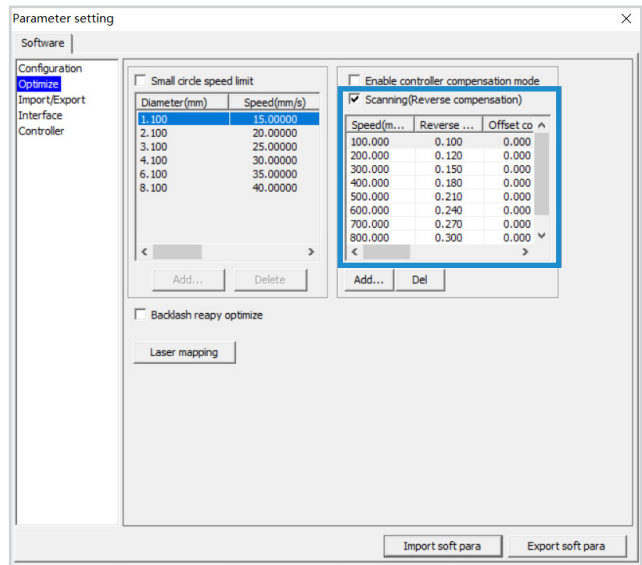 Parameter setting
Software
Configuration
Optimize
Import/Export
Interface
Controller
Small circle speed limit
Diameter(mm) Speed(mm/s)
1.100 15.00000
2.100 20.00000
3.100 25.00000
4.100 30.00000
6.100 35.00000
8.100 40.00000
Add... Delete
Backlash reapy optimize
Laser mapping
Enable controller compensation mode
Scanning(Reverse compensation)
Speed(m... Reverse ... Offset co
100.000 0.100 0.000
200.000 0.120 0.000
300.000 0.150 0.000
400.000 0.180 0.000
500.000 0.210 0.000
600.000 0.240 0.000
700.000 0.270 0.000
800.000 0.300 0.000
Add... Del
Import soft para Export soft para